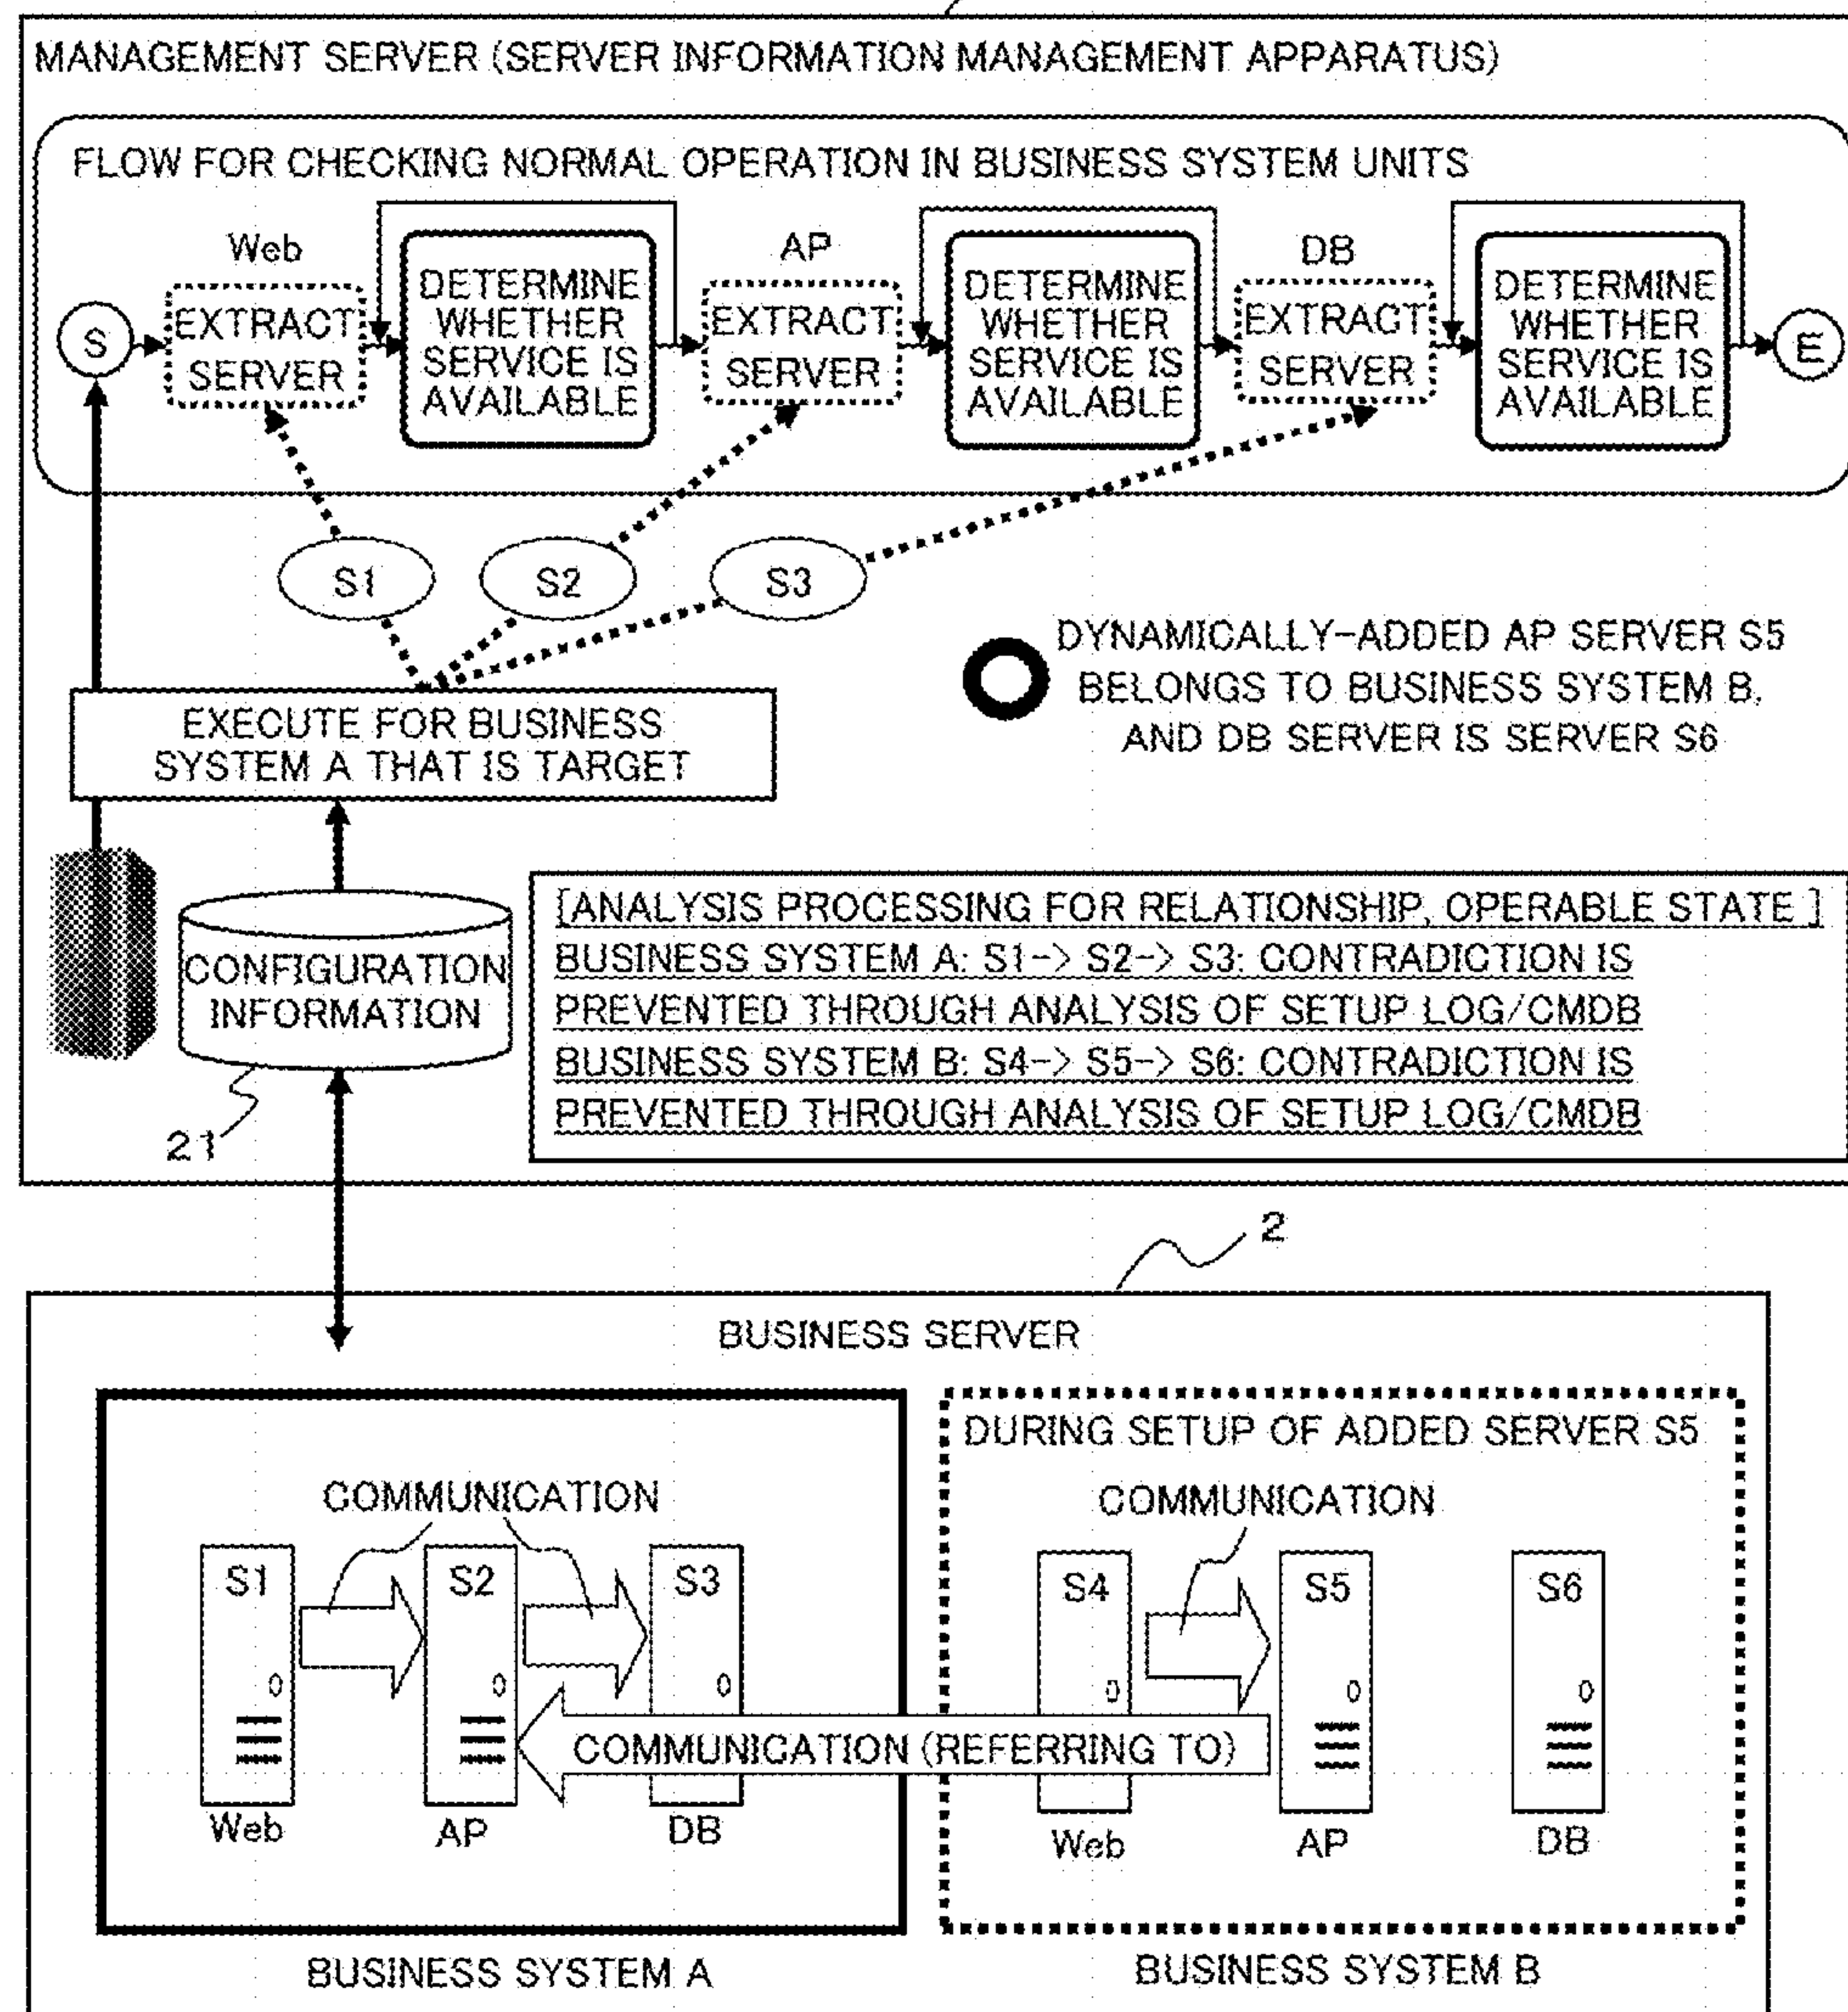 MANAGEMENT SERVER (SERVER INFORMATION MANAGEMENT APPARATUS)
FLOW FOR CHECKING NORMAL OPERATION IN BUSINESS SYSTEM UNITS
Web
AP
DB
S
EXTRACT
SERVER
DETERMINE
WHETHER
SERVICE IS
AVAILABLE
EXTRACT
SERVER
DETERMINE
WHETHER
SERVICE IS
AVAILABLE
EXTRACT
SERVER
DETERMINE
WHETHER
SERVICE IS
AVAILABLE
E
S1
S2
S3
DYNAMICALLY-ADDED AP SERVER S5
BELONGS TO BUSINESS SYSTEM B,
AND DB SERVER IS SERVER S6
EXECUTE FOR BUSINESS
SYSTEM A THAT IS TARGET
CONFIGURATION
INFORMATION
21
[ANALYSIS PROCESSING FOR RELATIONSHIP, OPERABLE STATE ]
BUSINESS SYSTEM A: S1-> S2-> S3: CONTRADICTION IS
PREVENTED THROUGH ANALYSIS OF SETUP LOG/CMDB
BUSINESS SYSTEM B: S4-> S5-> S6: CONTRADICTION IS
PREVENTED THROUGH ANALYSIS OF SETUP LOG/CMDB
2
BUSINESS SERVER
COMMUNICATION
S1
S2
S3
Web
AP
DB
BUSINESS SYSTEM A
DURING SETUP OF ADDED SERVER S5
COMMUNICATION
S4
S5
S6
COMMUNICATION (REFERRING TO)
Web
AP
DB
BUSINESS SYSTEM B